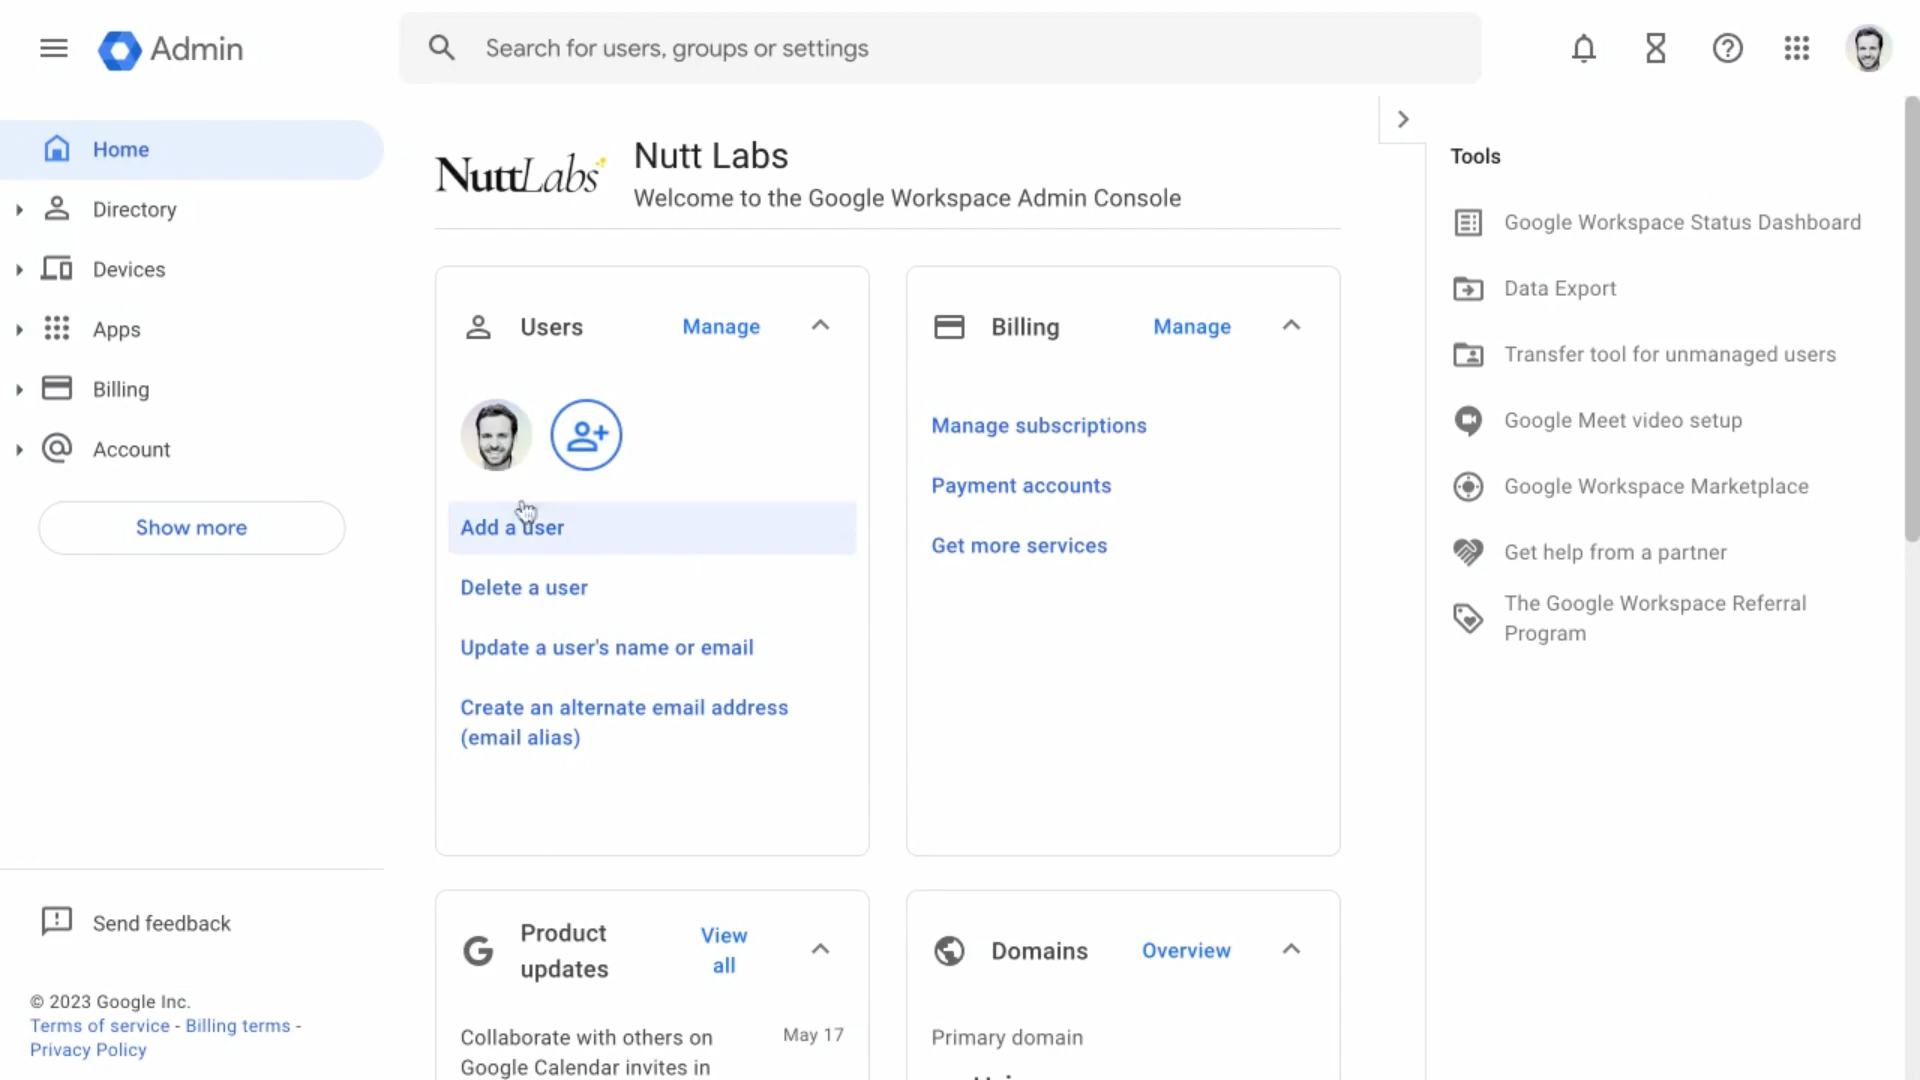 Admin
Search for users, groups or settings
Home
Directory
Devices
Apps
Billing
Account
Show more
Send feedback
© 2023 Google Inc.
Terms of service - Billing terms -
Privacy Policy
NuttLabs
Nutt Labs
Welcome to the Google Workspace Admin Console
Users
Manage
Add a user
Delete a user
Update a user's name or email
Create an alternate email address
(email alias)
Billing
Manage
Manage subscriptions
Payment accounts
Get more services
Product
updates
View
all
Collaborate with others on
Google Calendar invites in
May 17
Domains
Overview
Primary domain
Tools
Google Workspace Status Dashboard
Data Export
Transfer tool for unmanaged users
Google Meet video setup
Google Workspace Marketplace
Get help from a partner
The Google Workspace Referral
Program